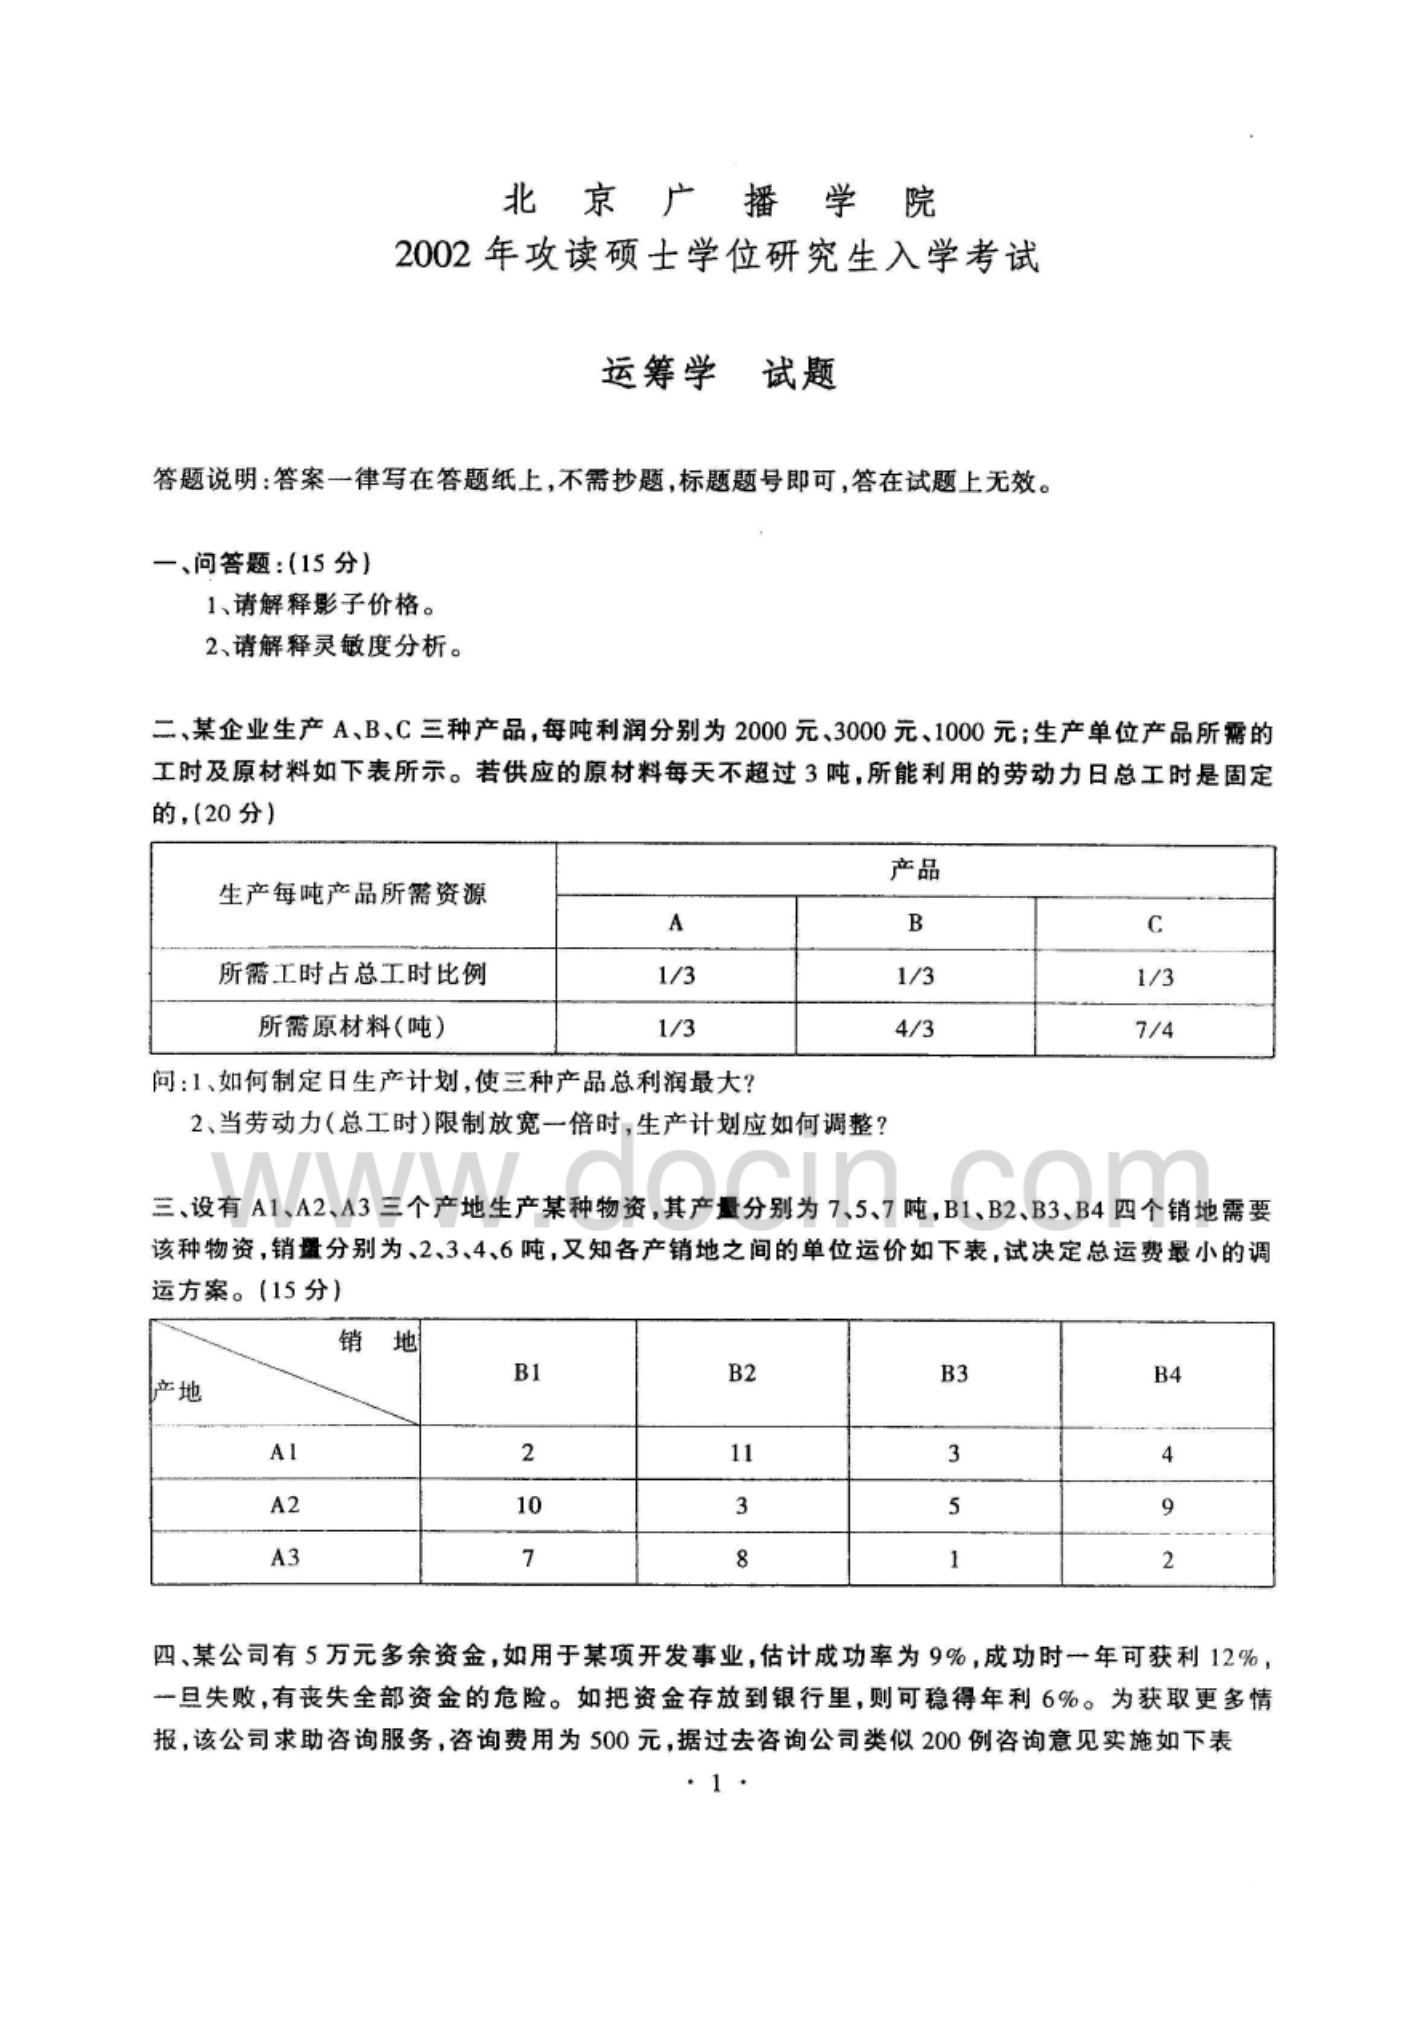 北京广播学院
2002年攻读硕士学位研究生入学考试
运筹学 试题
答题说明:答案一律写在答题纸上,不需抄题,标题题号即可,答在试题上无效。
一、问答题:(15分)
1、请解释影子价格。
2、请解释灵敏度分析。
二、某企业生产A、B、C三种产品,每吨利润分别为2000元、3000元、1000元;生产单位产品所需的
工时及原材料如下表所示。若供应的原材料每天不超过3吨,所能利用的劳动力日总工时是固定
的,(20分)
生产每吨产品所需资源 产品
A B C
所需工时占总工时比例 1/3 1/3 1/3
所需原材料(吨) 1/3 4/3 7/4
问:1、如何制定日生产计划,使三种产品总利润最大?
2、当劳动力(总工时)限制放宽一倍时,生产计划应如何调整?
www.docin.com
三、设有A1、A2、A3三个产地生产某种物资,其产量分别为7、5、7吨,B1、B2、B3、B4四个销地需要
该种物资,销量分别为、2、3、4、6吨,又知各产销地之间的单位运价如下表,试决定总运费最小的调
运方案。(15分)
销 地
产地 B1 B2 B3 B4
A1 2 11 3 4
A2 10 3 5 9
A3 7 8 1 2
四、某公司有5万元多余资金,如用于某项开发事业,估计成功率为9%,成功时一年可获利12%,
一旦失败,有丧失全部资金的危险。如把资金存放到银行里,则可稳得年利6%。为获取更多情
报,该公司求助咨询服务,咨询费用为500元,据过去咨询公司类似200例咨询意见实施如下表
·1·